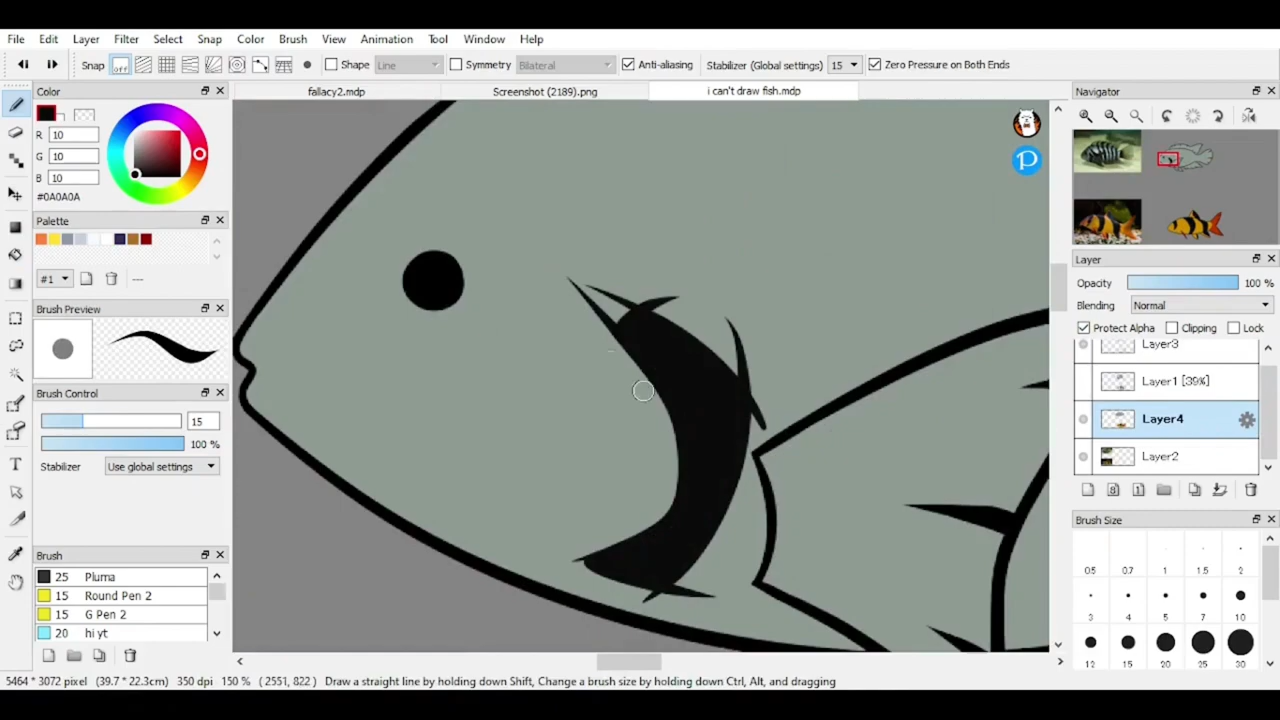 File Edit Layer Filter Select Snap Color Brush View Animation Tool Window Help
Snap off Shape Line Symmetry Bilateral Anti-aliasing Stabilizer (Global settings) 15 Zero Pressure on Both Ends
Color
fallacy2.mdp Screenshot (2189).png i can't draw fish.mdp
Navigator
R 10
G 10
B 10
#0A0A0A
P
Palette
#1 ---
Layer
Opacity 100 %
Blending Normal
Protect Alpha Clipping Lock
Layer3
Layer1 [39%]
Layer4
Layer2
Brush Preview
Brush Control
15
100 %
Stabilizer Use global settings
Brush
25 Pluma
15 Round Pen 2
15 G Pen 2
20 hi yt
Brush Size
0.5 0.7 1 1.5 2
3 4 5 7 10
12 15 20 25 30
5464 * 3072 pixel (39.7 * 22.3cm) 350 dpi 150 % ( 2551, 822 ) Draw a straight line by holding down Shift, Change a brush size by holding down Ctrl, Alt, and dragging